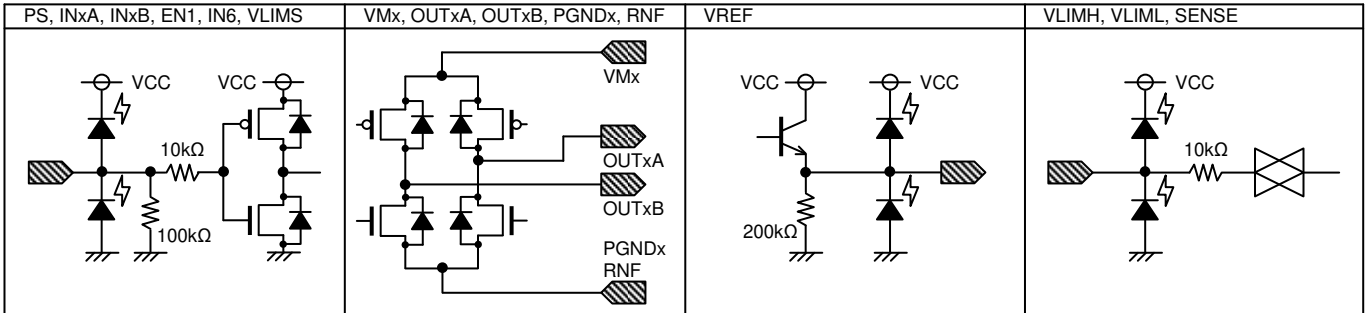 PS, INxA, INxB, EN1, IN6, VLIMS
VMx, OUTxA, OUTxB, PGNDx, RNF
VREF
VLIMH, VLIML, SENSE
VCC
VCC
10kΩ
100kΩ
VMx
OUTxA
OUTxB
PGNDx
RNF
VCC
VCC
200kΩ
VCC
10kΩ